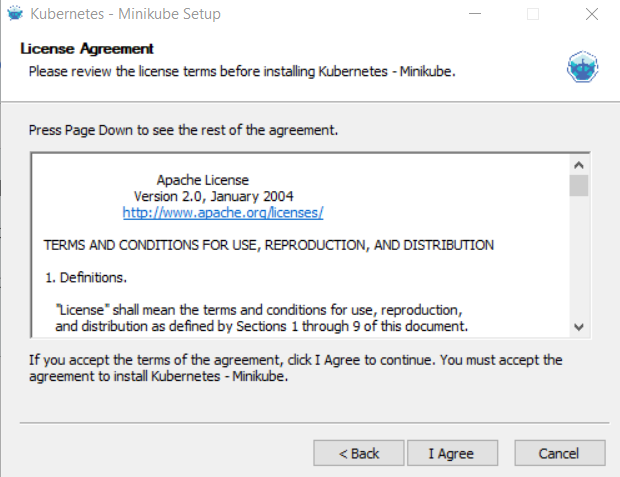 Kubernetes - Minikube Setup
License Agreement
Please review the license terms before installing Kubernetes - Minikube.
Press Page Down to see the rest of the agreement.
Apache License
Version 2.0, January 2004
http://www.apache.org/licenses/
TERMS AND CONDITIONS FOR USE, REPRODUCTION, AND DISTRIBUTION
1. Definitions.
"License" shall mean the terms and conditions for use, reproduction,
and distribution as defined by Sections 1 through 9 of this document.
If you accept the terms of the agreement, click I Agree to continue. You must accept the
agreement to install Kubernetes - Minikube.
< Back I Agree Cancel